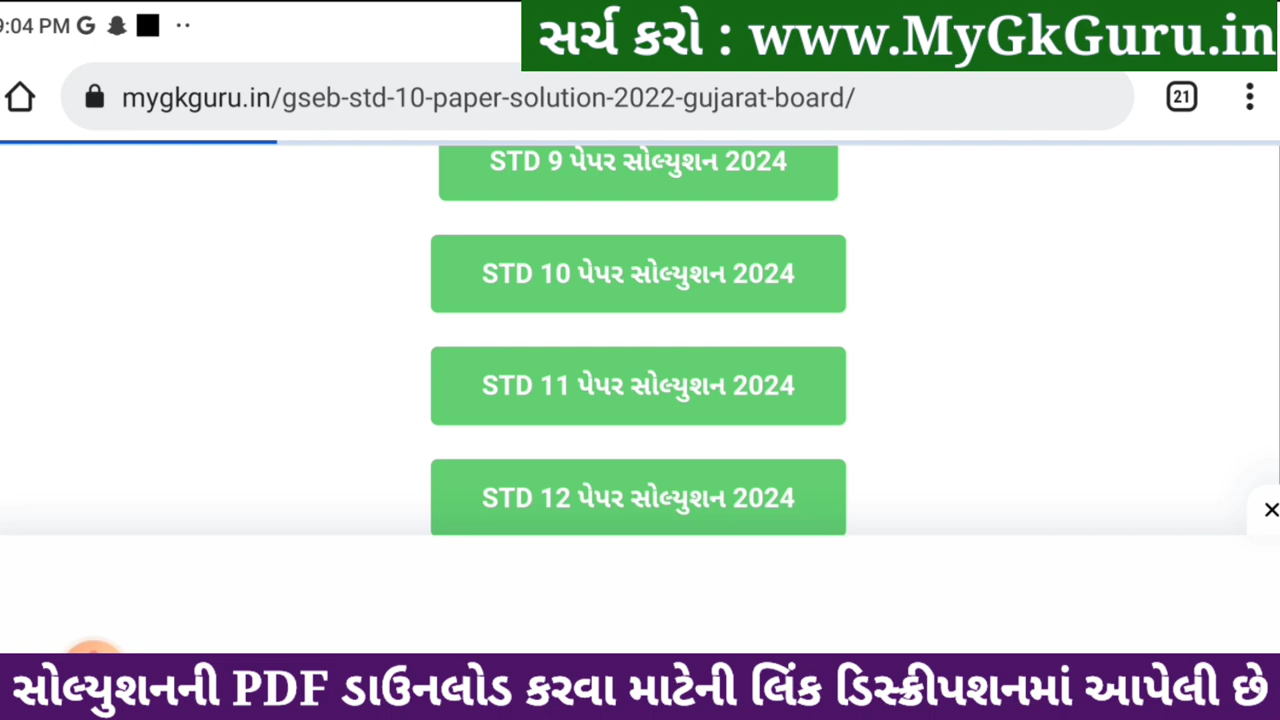 9:04 PM G
સર્ચ કરો : www.MyGkGuru.in
mygkguru.in/gseb-std-10-paper-solution-2022-gujarat-board/
21
STD 9 પેપર સોલ્યુશન 2024
STD 10 પેપર સોલ્યુશન 2024
STD 11 પેપર સોલ્યુશન 2024
STD 12 પેપર સોલ્યુશન 2024
સોલ્યુશનની PDF ડાઉનલોડ કરવા માટેની લિંક ડિસ્ક્રીપશનમાં આપેલી છે